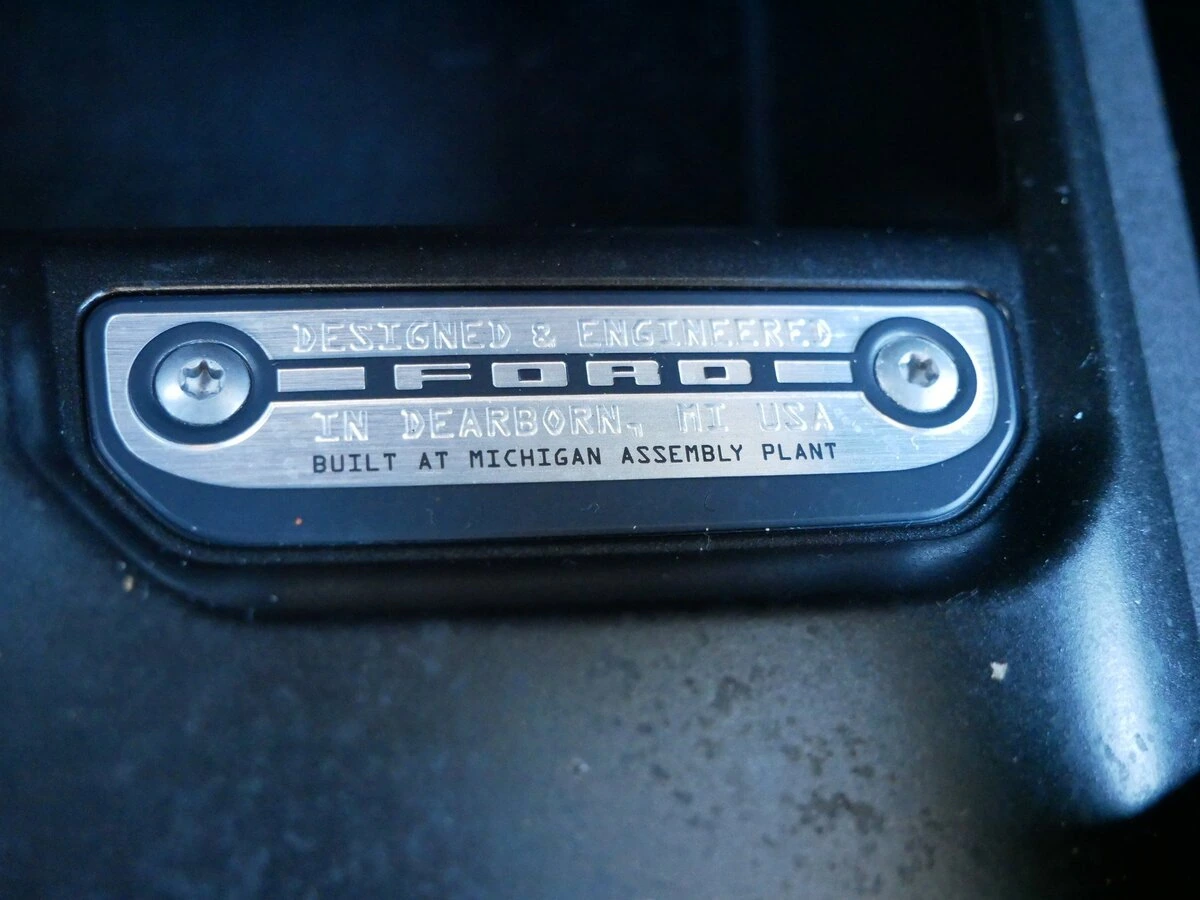 DESIGNED & ENGINEERED
FORD
IN DEARBORN, MI USA
BUILT AT MICHIGAN ASSEMBLY PLANT